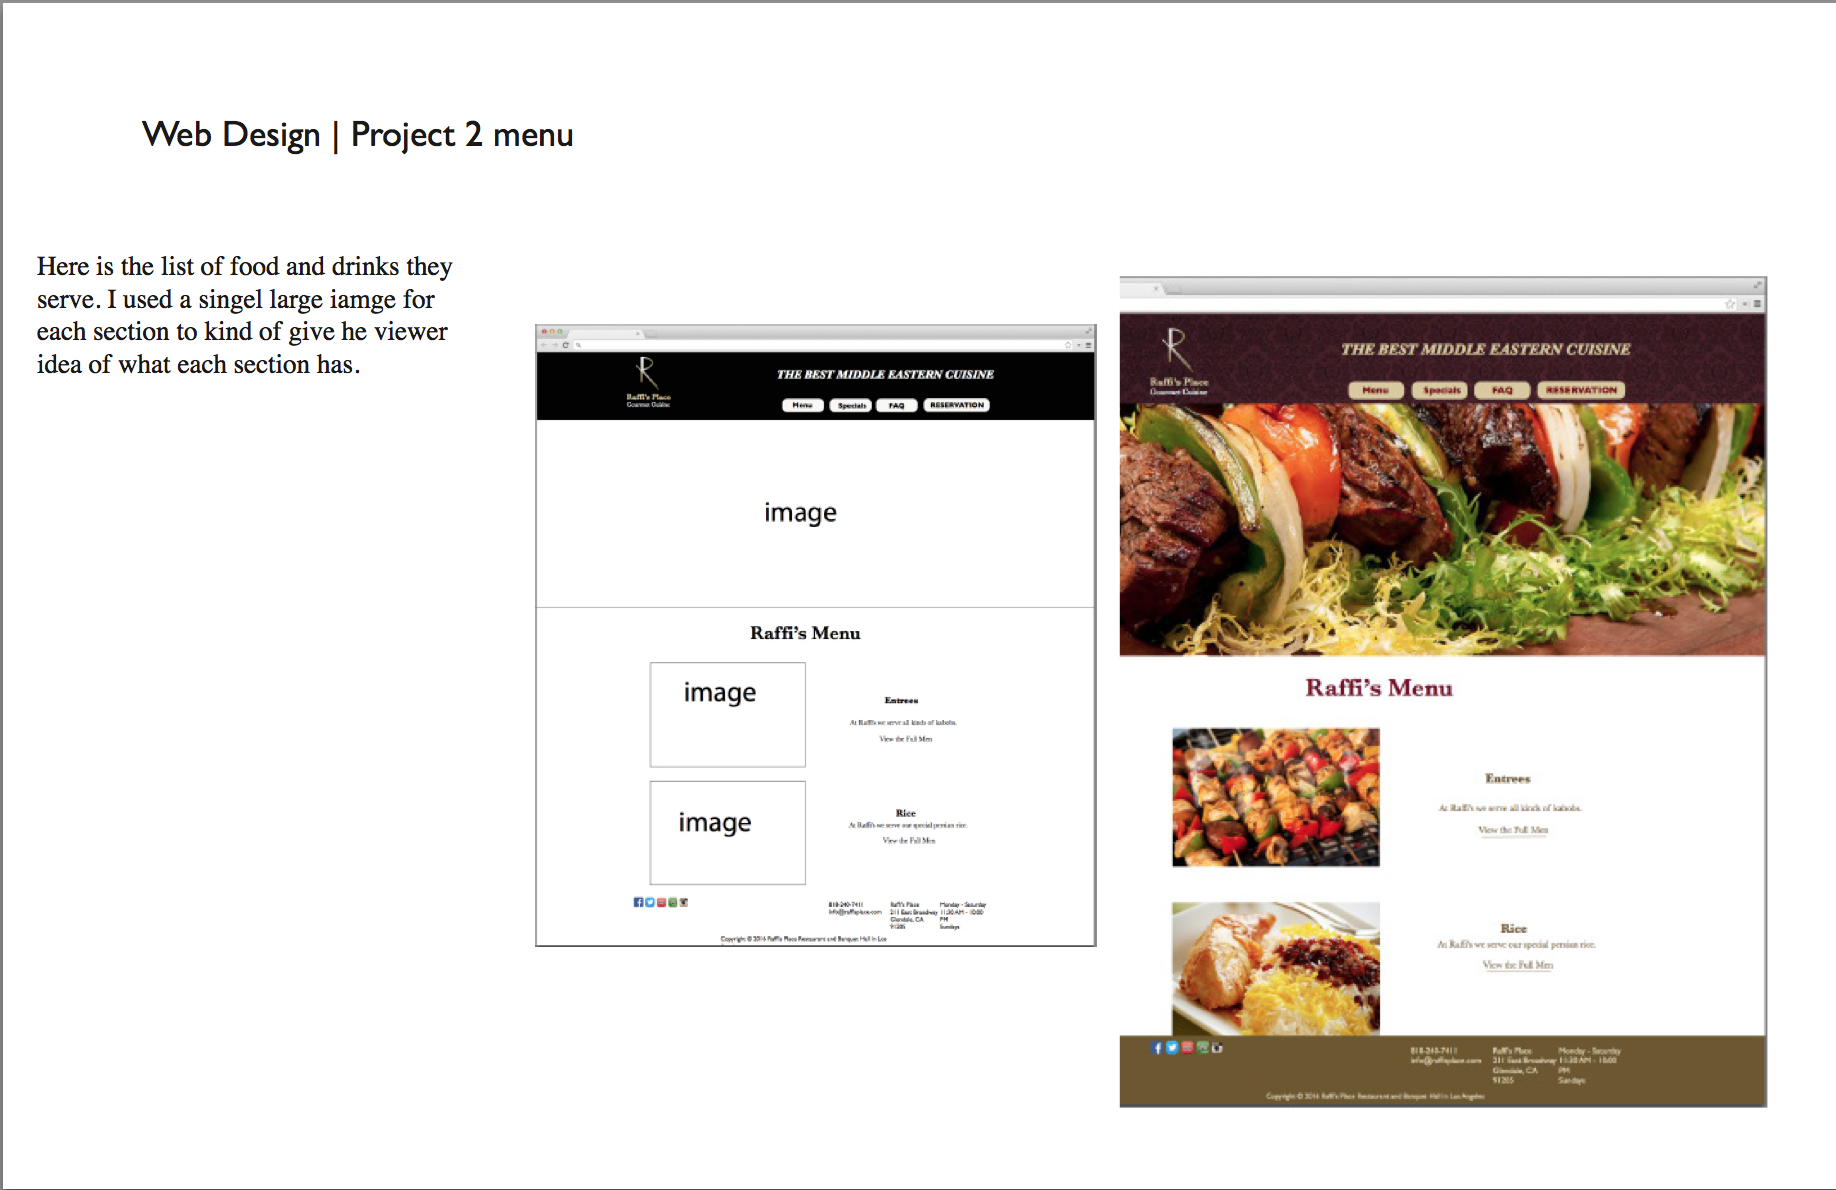 Web Design | Project 2 menu
Here is the list of food and drinks they
serve. I used a singel large iamge for
each section to kind of give he viewer
idea of what each section has.
Raffi's Place
Gourmet Cuisine
THE BEST MIDDLE EASTERN CUISINE
Menu Specials FAQ RESERVATION
image
Raffi's Menu
image
Entrees
At Raffi's we serve all kinds of kabobs.
View the Full Men
image
Rice
At Raffi's we serve our special persian rice.
View the Full Men
818-240-7411 Raffi's Place Monday - Saturday
info@raffisplace.com 211 East Broadway 11:30 AM - 10:00
Glendale, CA PM
91205 Sundays
Copyright © 2016 Raffi's Place Restaurant and Banquet Hall in Los
Raffi's Place
Gourmet Cuisine
THE BEST MIDDLE EASTERN CUISINE
Menu Specials FAQ RESERVATION
Raffi's Menu
Entrees
At Raffi's we serve all kinds of kabobs.
View the Full Men
Rice
At Raffi's we serve our special persian rice.
View the Full Men
818-240-7411 Raffi's Place Monday - Saturday
info@raffisplace.com 211 East Broadway 11:30 AM - 10:00
Glendale, CA PM
91205 Sundays
Copyright © 2016 Raffi's Place Restaurant and Banquet Hall in Los Angeles